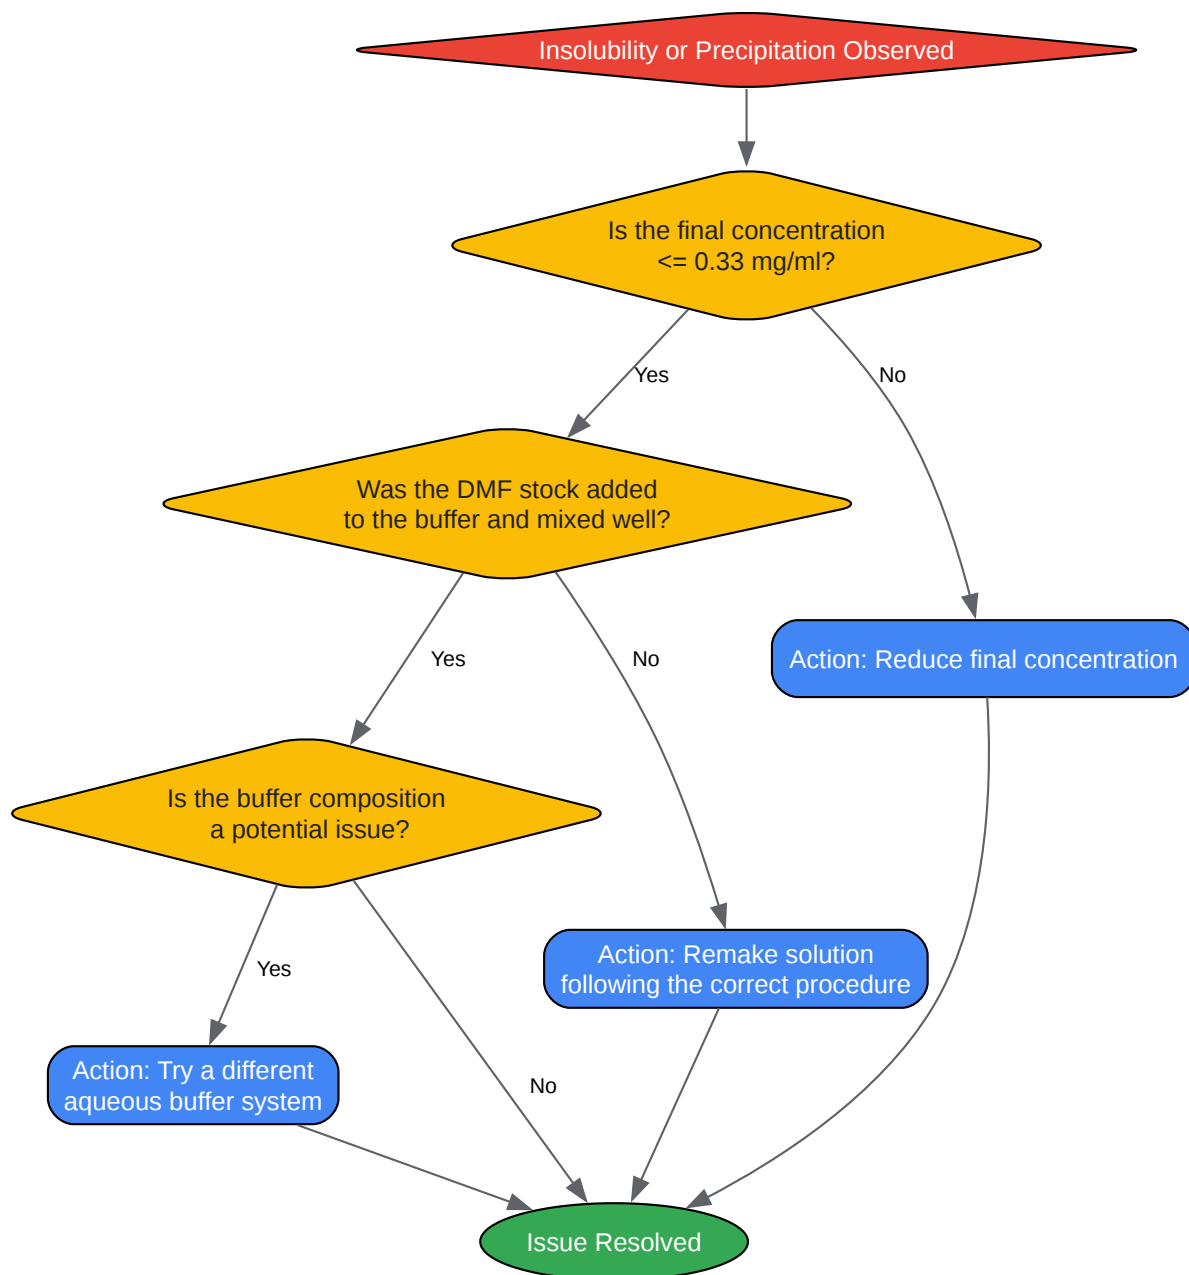 Insolubility or Precipitation Observed
Is the final concentration
<= 0.33 mg/ml?
Yes
No
Was the DMF stock added
to the buffer and mixed well?
Yes
No
Action: Reduce final concentration
Is the buffer composition
a potential issue?
Action: Remake solution
following the correct procedure
Yes
Action: Try a different
aqueous buffer system
No
Issue Resolved